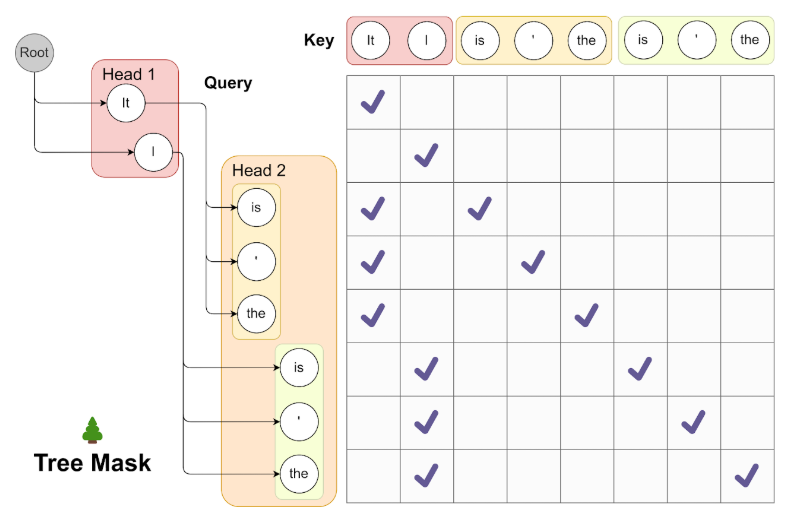 Root
Head 1
Query
Key
It I is ' the is ' the
It
I
Head 2
is
'
the
is
'
the
Tree Mask